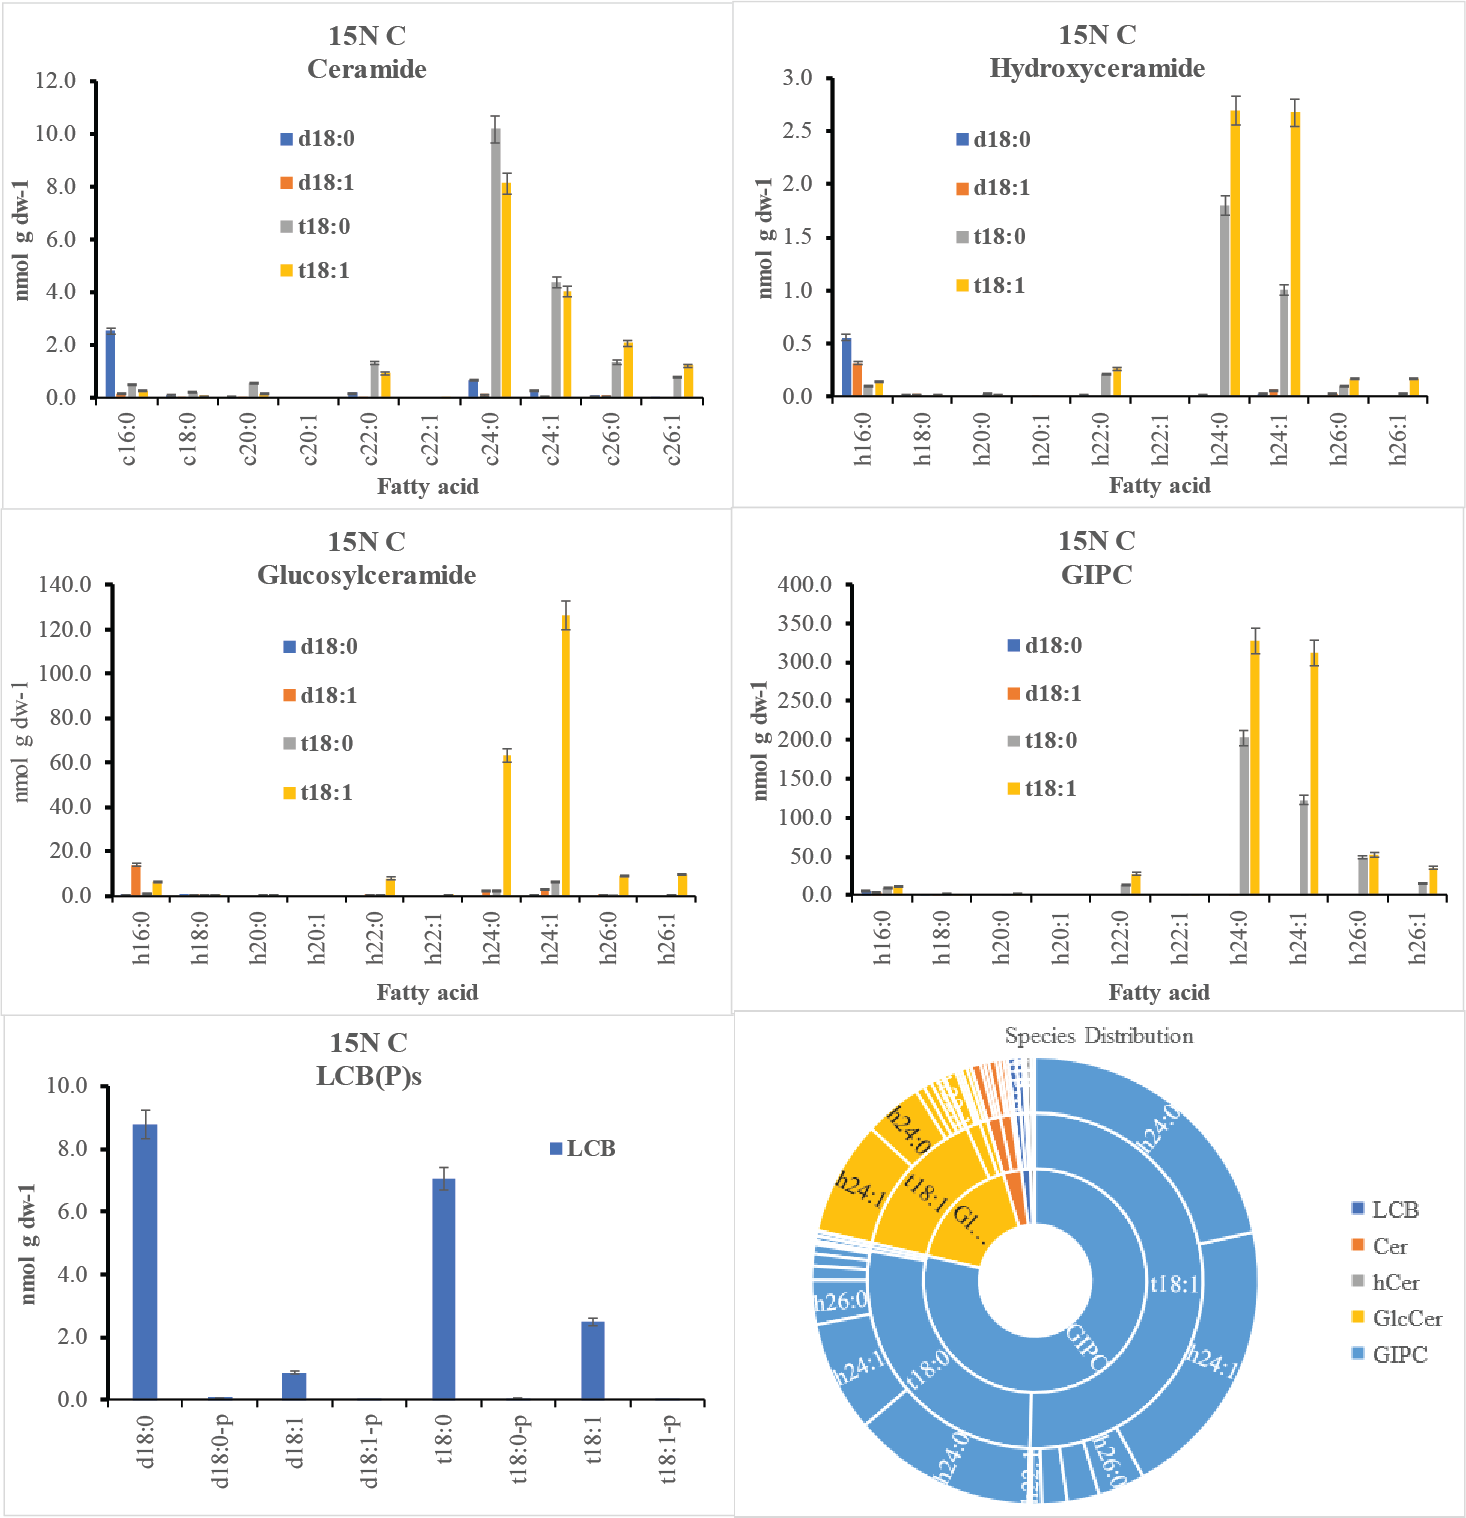 15N C
Ceramide
12.0
10.0
8.0
6.0
4.0
2.0
0.0
nmol g dw-1
d18:0
d18:1
t18:0
t18:1
c16:0
c18:0
c20:0
c20:1
c22:0
c22:1
c24:0
c24:1
c26:0
c26:1
Fatty acid
15N C
Hydroxyceramide
3.0
2.5
2.0
1.5
1.0
0.5
0.0
nmol g dw-1
d18:0
d18:1
t18:0
t18:1
h16:0
h18:0
h20:0
h20:1
h22:0
h22:1
h24:0
h24:1
h26:0
h26:1
Fatty acid
15N C
Glucosylceramide
140.0
120.0
100.0
80.0
60.0
40.0
20.0
0.0
nmol g dw-1
d18:0
d18:1
t18:0
t18:1
h16:0
h18:0
h20:0
h20:1
h22:0
h22:1
h24:0
h24:1
h26:0
h26:1
Fatty acid
15N C
GIPC
400.0
350.0
300.0
250.0
200.0
150.0
100.0
50.0
0.0
nmol g dw-1
d18:0
d18:1
t18:0
t18:1
h16:0
h18:0
h20:0
h20:1
h22:0
h22:1
h24:0
h24:1
h26:0
h26:1
Fatty acid
15N C
LCB(P)s
10.0
8.0
6.0
4.0
2.0
0.0
nmol g dw-1
LCB
d18:0
d18:0-p
d18:1
d18:1-p
t18:0
t18:0-p
t18:1
t18:1-p
Species Distribution
h24:0
t18:1
h24:1
GIPC
h26:0
h22:1
h24:0
t18:0
h24:1
h26:0
h24:1
t18:1
Gl...
h24:0
LCB
Cer
hCer
GlcCer
GIPC